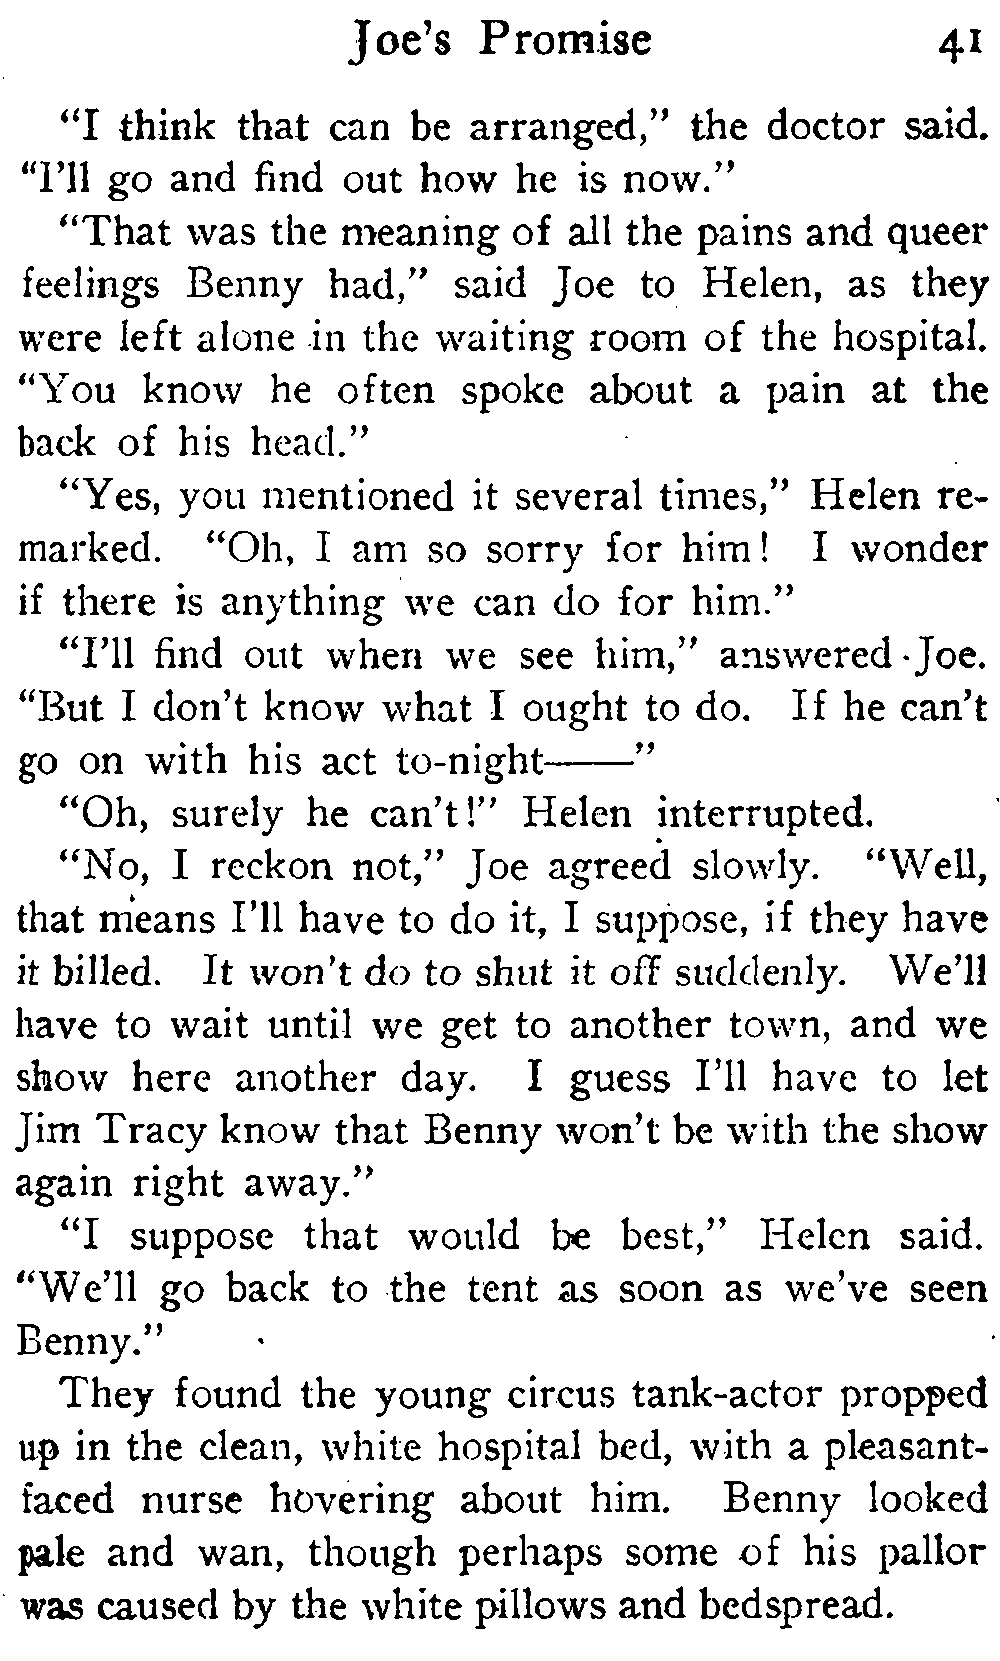 Joe's Promise 41
"I think that can be arranged," the doctor said.
"I'll go and find out how he is now."
"That was the meaning of all the pains and queer
feelings Benny had," said Joe to Helen, as they
were left alone in the waiting room of the hospital.
"You know he often spoke about a pain at the
back of his head."
"Yes, you mentioned it several times," Helen re-
marked. "Oh, I am so sorry for him! I wonder
if there is anything we can do for him."
"I'll find out when we see him," answered Joe.
"But I don't know what I ought to do. If he can't
go on with his act to-night——"
"Oh, surely he can't!" Helen interrupted.
"No, I reckon not," Joe agreed slowly. "Well,
that means I'll have to do it, I suppose, if they have
it billed. It won't do to shut it off suddenly. We'll
have to wait until we get to another town, and we
show here another day. I guess I'll have to let
Jim Tracy know that Benny won't be with the show
again right away."
"I suppose that would be best," Helen said.
"We'll go back to the tent as soon as we've seen
Benny."
They found the young circus tank-actor propped
up in the clean, white hospital bed, with a pleasant-
faced nurse hovering about him. Benny looked
pale and wan, though perhaps some of his pallor
was caused by the white pillows and bedspread.